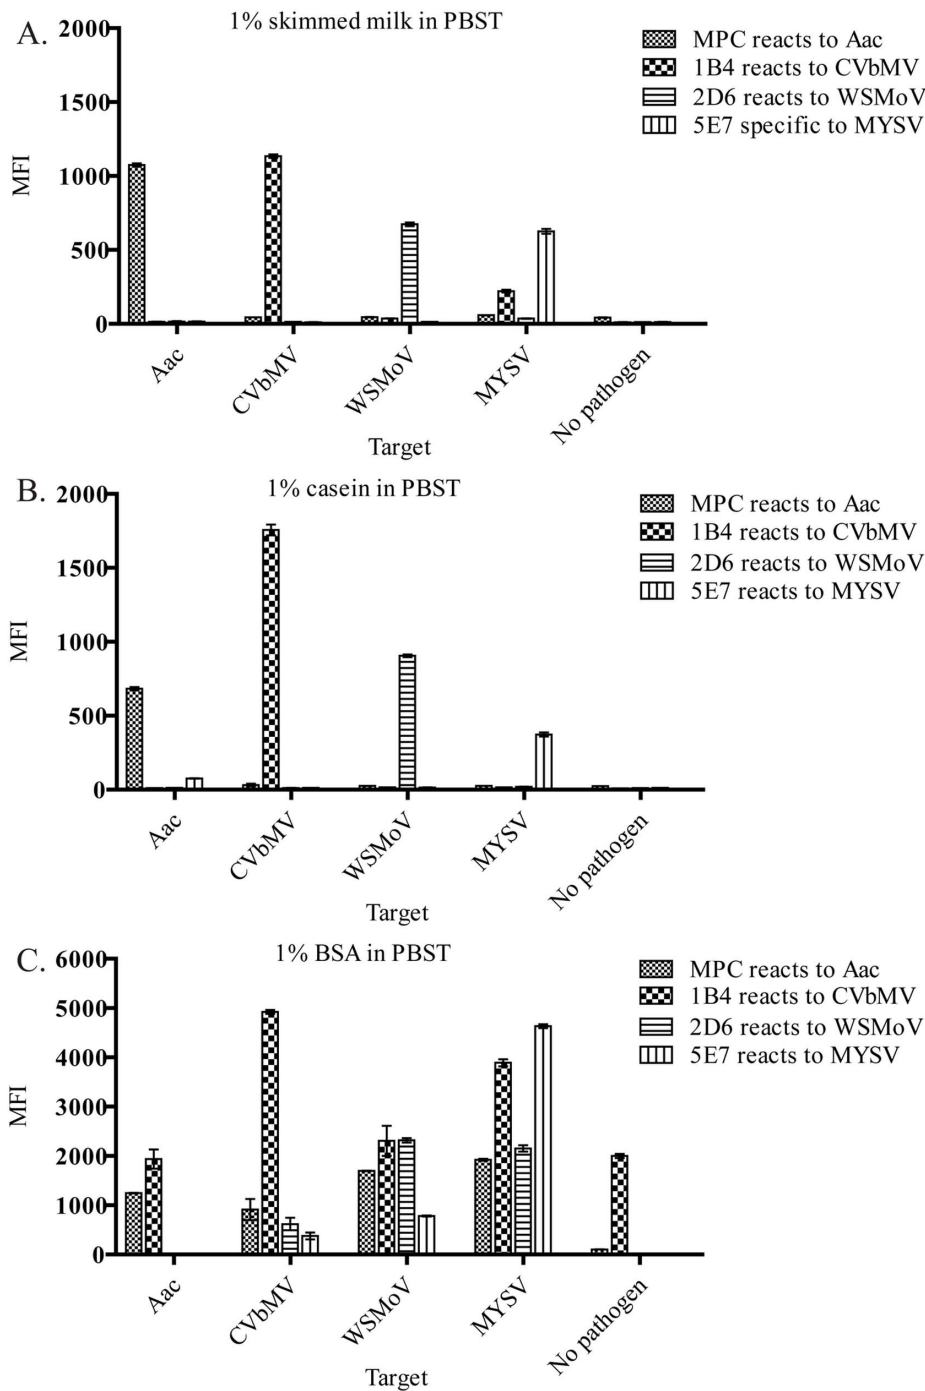 A. 1% skimmed milk in PBST
MPC reacts to Aac
1B4 reacts to CVbMV
2D6 reacts to WSMoV
5E7 specific to MYSV
MFI
2000
1500
1000
500
0
Aac
CVbMV
WSMoV
MYSV
No pathogen
Target
B. 1% casein in PBST
MPC reacts to Aac
1B4 reacts to CVbMV
2D6 reacts to WSMoV
5E7 reacts to MYSV
MFI
2000
1500
1000
500
0
Aac
CVbMV
WSMoV
MYSV
No pathogen
Target
C. 1% BSA in PBST
MPC reacts to Aac
1B4 reacts to CVbMV
2D6 reacts to WSMoV
5E7 reacts to MYSV
MFI
6000
5000
4000
3000
2000
1000
0
Aac
CVbMV
WSMoV
MYSV
No pathogen
Target